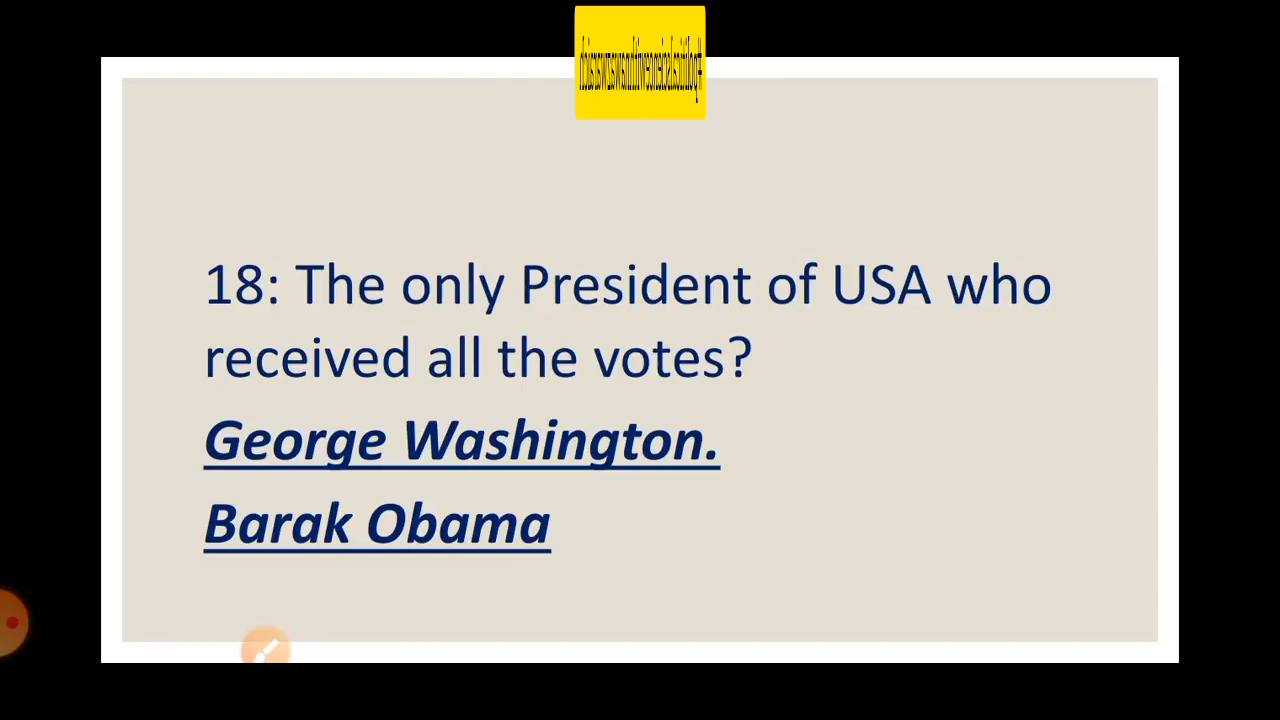 18: The only President of USA who
received all the votes?
George Washington.
Barak Obama